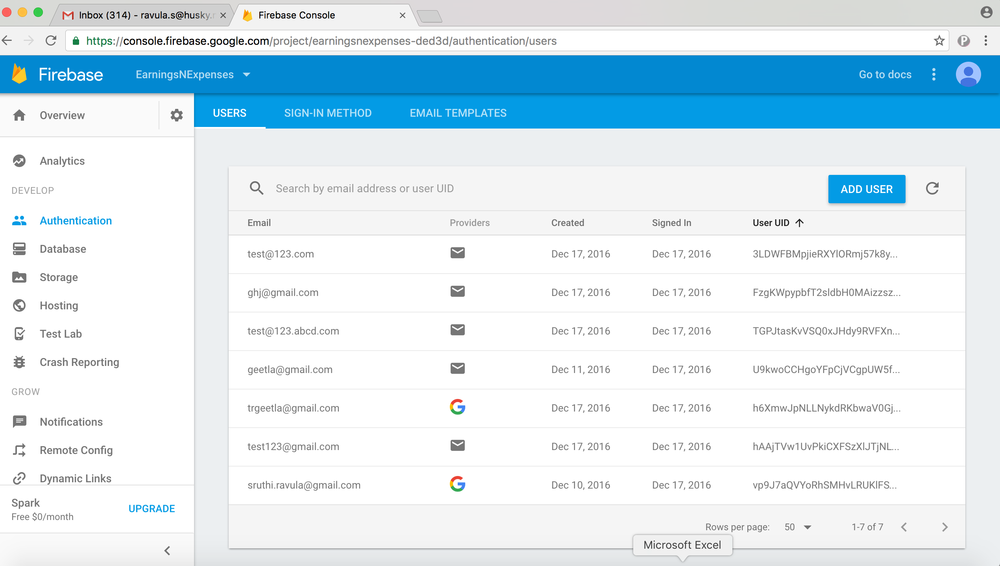 Inbox (314) - ravula.s@husky.r
Firebase Console
https://console.firebase.google.com/project/earningsnexpenses-ded3d/authentication/users
Firebase
EarningsNExpenses
Go to docs
Overview
USERS
SIGN-IN METHOD
EMAIL TEMPLATES
Analytics
DEVELOP
Authentication
Database
Storage
Hosting
Test Lab
Crash Reporting
GROW
Notifications
Remote Config
Dynamic Links
Spark
Free $0/month
UPGRADE
Search by email address or user UID
ADD USER
Email Providers Created Signed In User UID
test@123.com Dec 17, 2016 Dec 17, 2016 3LDWFBMpjieRXYlORmj57k8y...
ghj@gmail.com Dec 17, 2016 Dec 17, 2016 FzgKWpypbfT2sldbH0MAizzsz...
test@123.abcd.com Dec 17, 2016 Dec 17, 2016 TGPJtasKvVSQ0xJHdy9RVFXn...
geetla@gmail.com Dec 11, 2016 Dec 17, 2016 U9kwoCCHgoYFpCjVCgpUW5f...
trgeetla@gmail.com Dec 17, 2016 Dec 17, 2016 h6XmwJpNLLNykdRKbwaV0Gj...
test123@gmail.com Dec 17, 2016 Dec 17, 2016 hAAjTVw1UvPkiCXFSzXlJTjNL...
sruthi.ravula@gmail.com Dec 10, 2016 Dec 17, 2016 vp9J7aQVYoRhSMHvLRUKlFS...
Rows per page: 50 1-7 of 7
Microsoft Excel